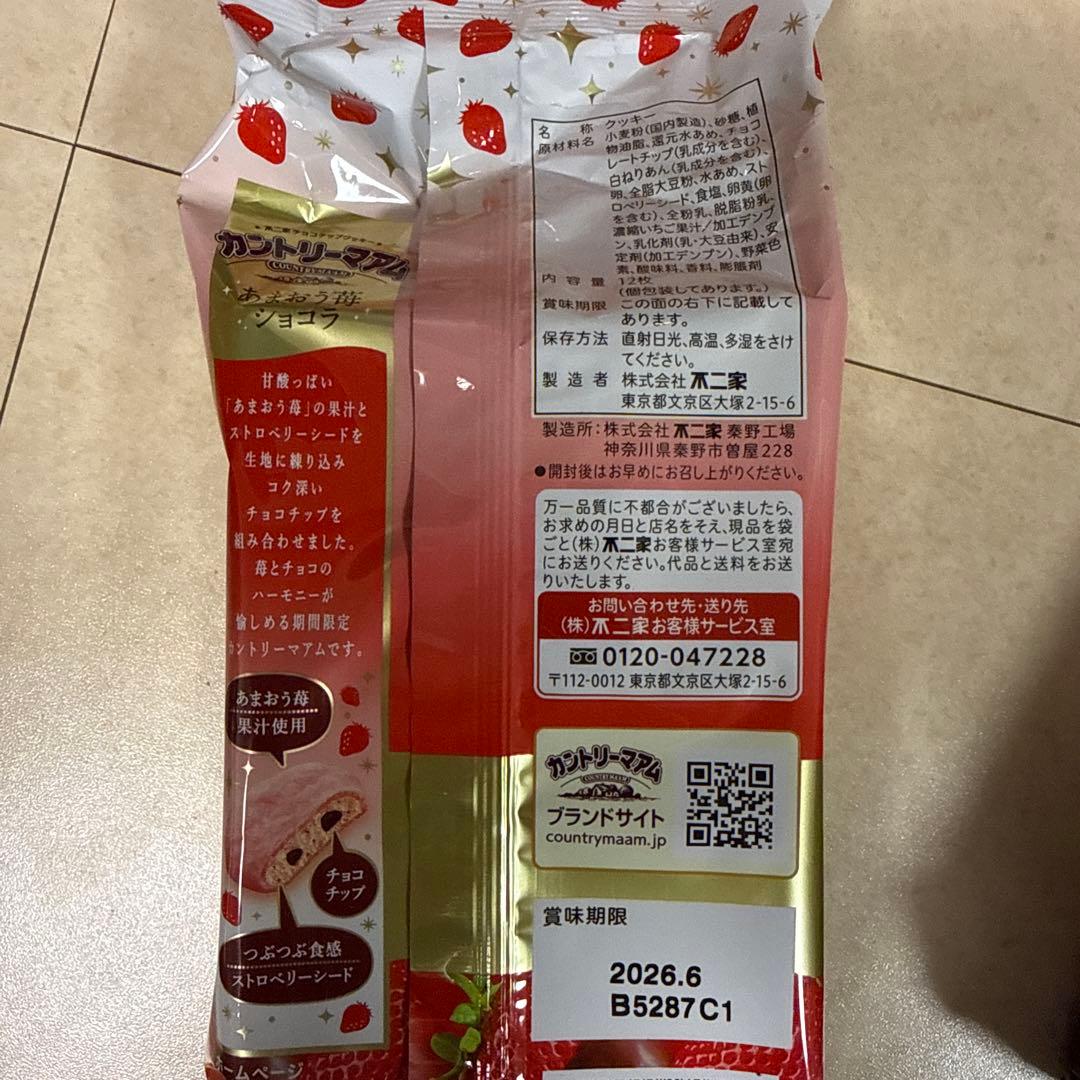 不二家チョコチップクッキー
カントリーマアム
COUNTRY MAAM
あまおう苺
ショコラ
甘酸っぱい
「あまおう苺」の果汁と
ストロベリーシードを
生地に練り込み
コク深い
チョコチップを
組み合わせました。
苺とチョコの
ハーモニーが
愉しめる期間限定
カントリーマアムです。
あまおう苺
果汁使用
チョコ
チップ
つぶつぶ食感
ストロベリーシード
ホームページ
名称 クッキー
原材料名 小麦粉(国内製造)、砂糖、植
物油脂、還元水あめ、チョコ
レートチップ(乳成分を含む)、
白ねりあん(乳成分を含む)、
卵、全脂大豆粉、水あめ、スト
ロベリーシード、食塩、卵黄(卵
を含む)、全粉乳、脱脂粉乳、
濃縮いちご果汁/加工デンプ
ン、乳化剤(乳・大豆由来)、安
定剤(加工デンプン)、野菜色
素、酸味料、香料、膨脹剤
内容量 12枚
(個包装してあります。)
賞味期限 この面の右下に記載して
あります。
保存方法 直射日光、高温、多湿をさけ
てください。
製造者 株式会社 不二家
東京都文京区大塚2-15-6
製造所:株式会社 不二家 秦野工場
神奈川県秦野市曽屋228
●開封後はお早めにお召し上がりください。
万一品質に不都合がございましたら、
お求めの月日と店名をそえ、現品を袋
ごと(株)不二家お客様サービス室宛
にお送りください。代品と送料をお送
りいたします。
お問い合わせ先・送り先
(株)不二家お客様サービス室
0120-047228
〒112-0012 東京都文京区大塚2-15-6
カントリーマアム
COUNTRY MAAM
ブランドサイト
countrymaam.jp
賞味期限
2026.6
B5287C1